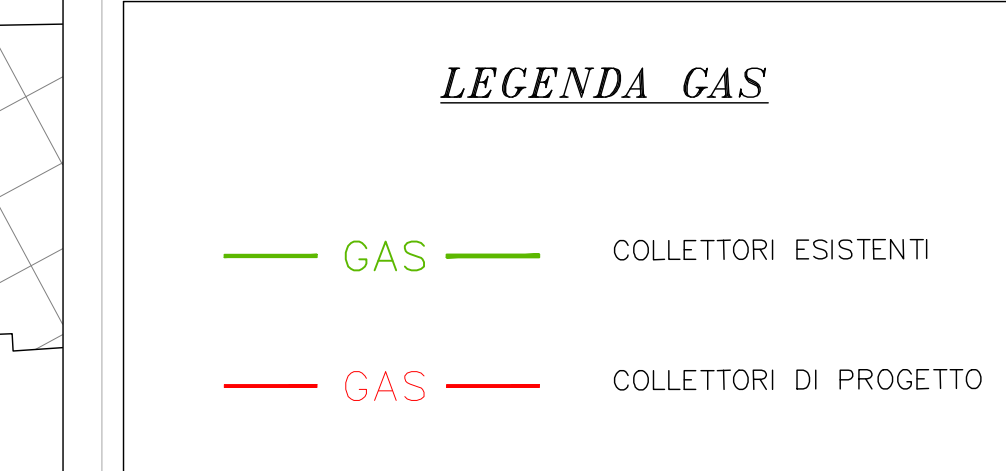 LEGENDA GAS
GAS COLLETTORI ESISTENTI
GAS COLLETTORI DI PROGETTO